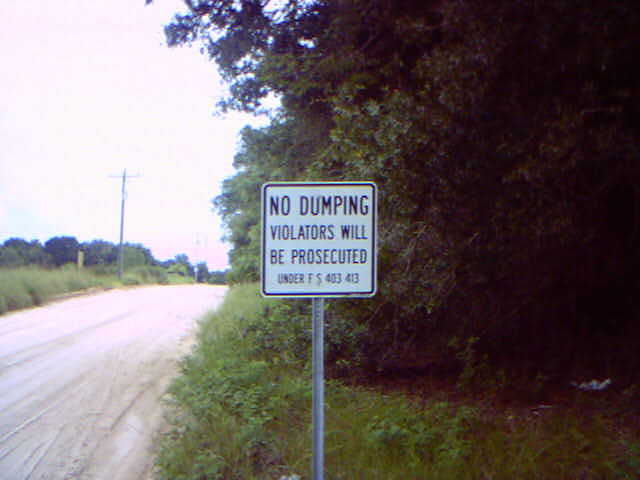 NO DUMPING
VIOLATORS WILL
BE PROSECUTED
UNDER F S 403 413